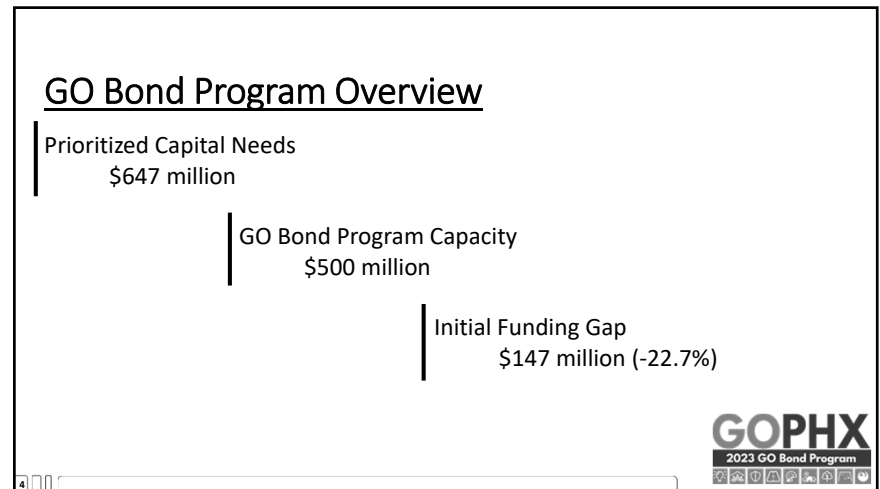 GO Bond Program Overview
Prioritized Capital Needs
$647 million
GO Bond Program Capacity
$500 million
Initial Funding Gap
$147 million (-22.7%)
GOPHX
2023 GO Bond Program
4